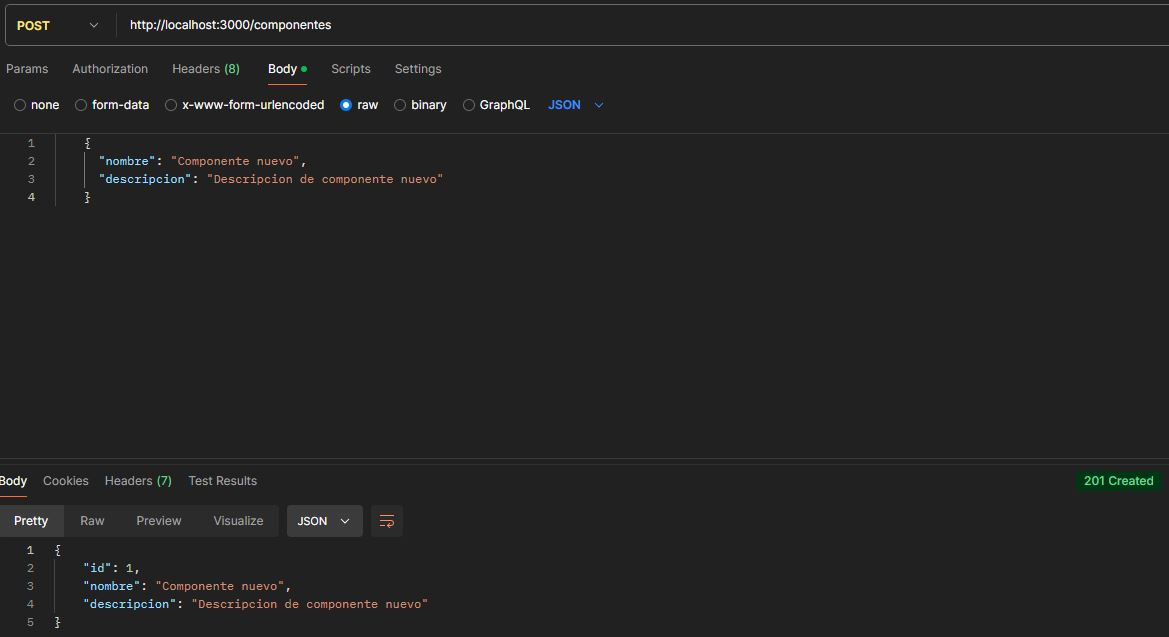 POST http://localhost:3000/componentes
Params Authorization Headers (8) Body Scripts Settings
none form-data x-www-form-urlencoded raw binary GraphQL JSON
1 {
2 "nombre": "Componente nuevo",
3 "descripcion": "Descripcion de componente nuevo"
4 }
Body Cookies Headers (7) Test Results 201 Created
Pretty Raw Preview Visualize JSON
1 {
2 "id": 1,
3 "nombre": "Componente nuevo",
4 "descripcion": "Descripcion de componente nuevo"
5 }